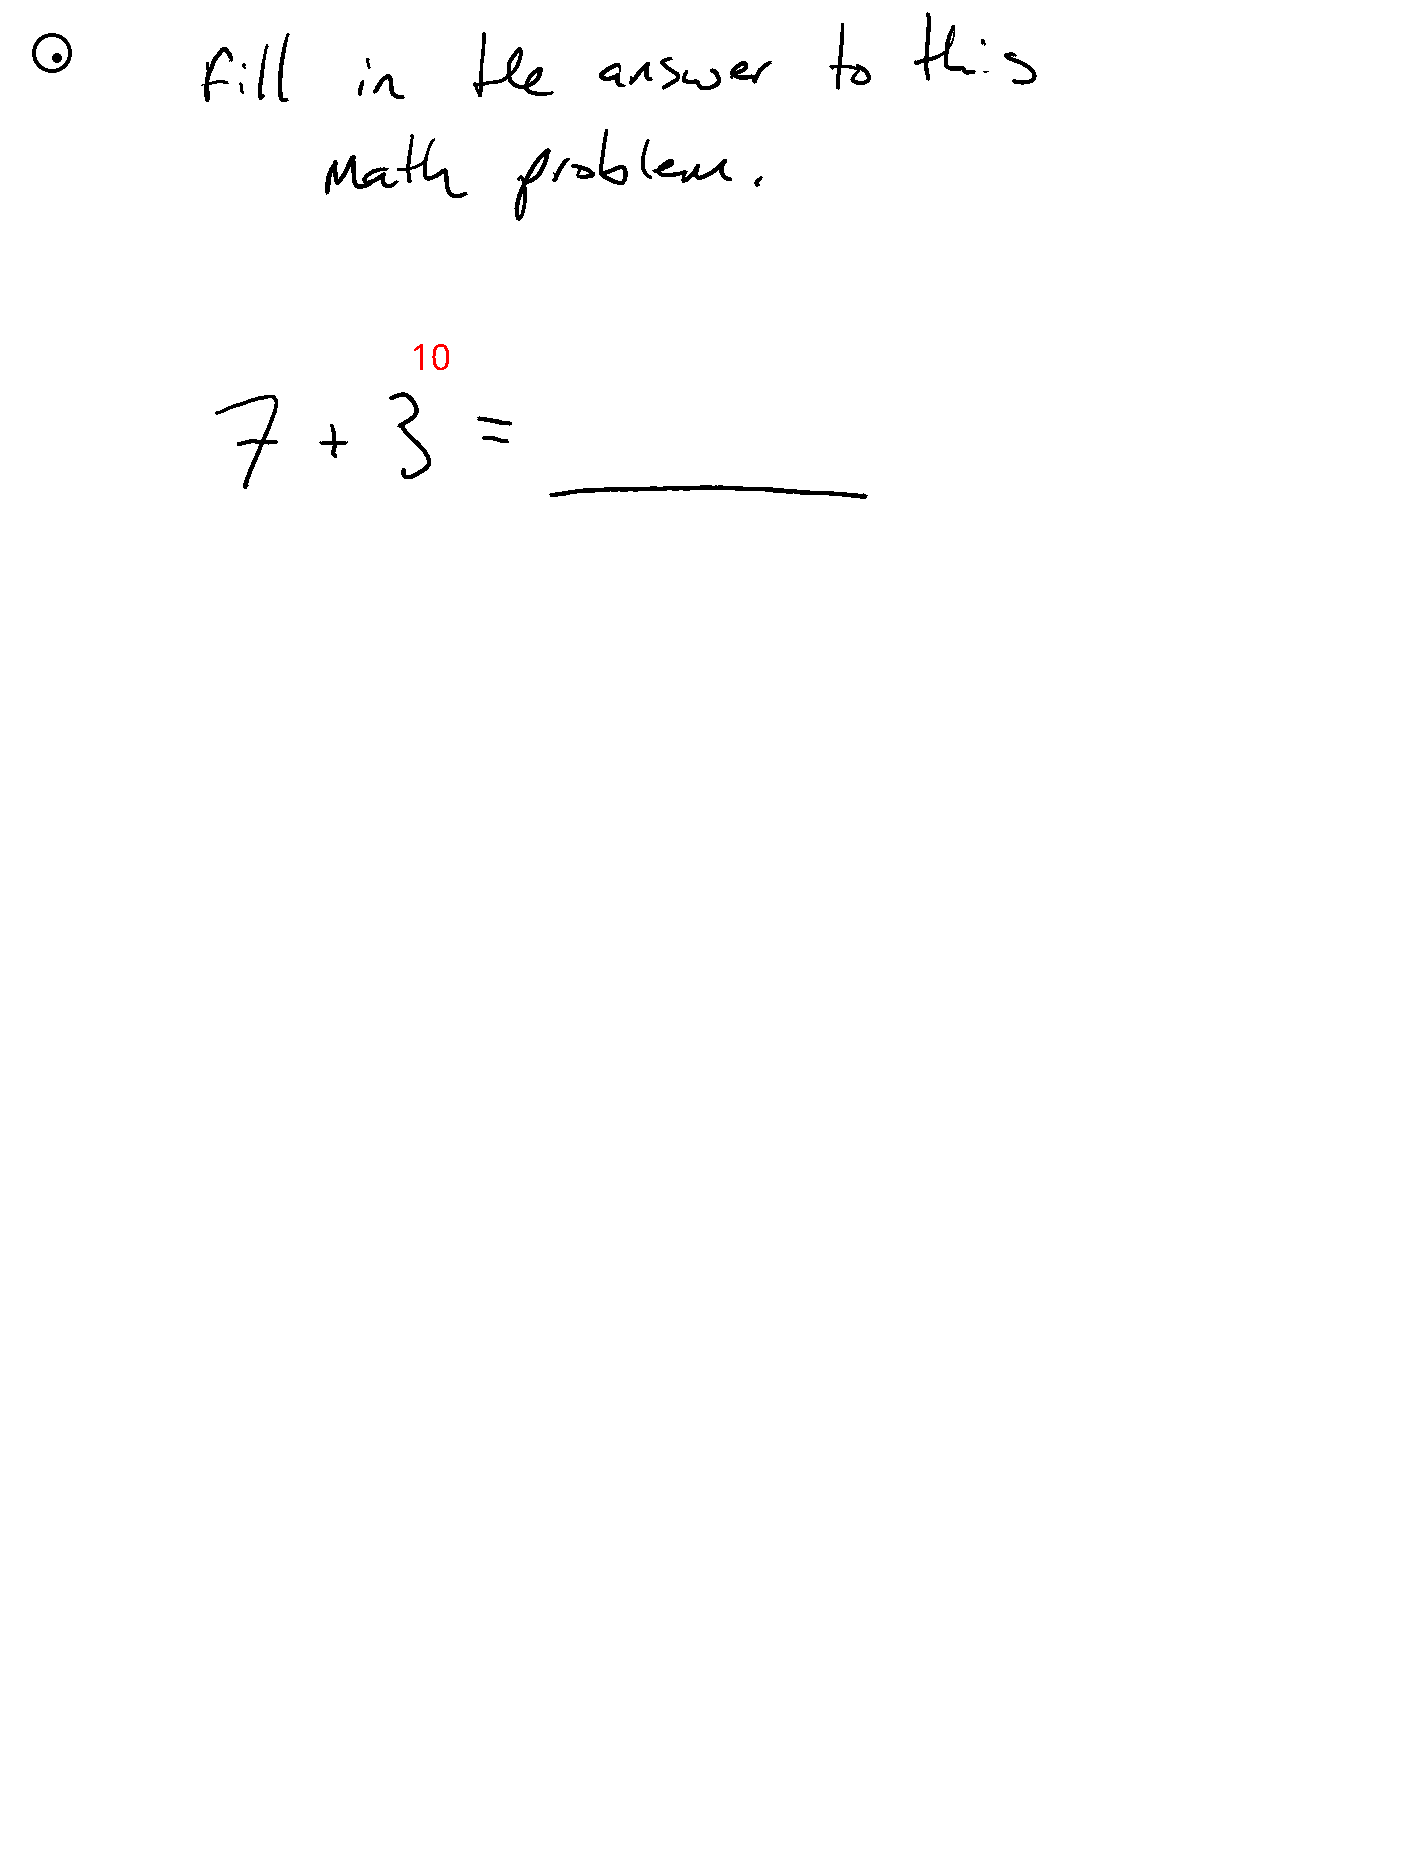 fill in the answer to this
math problem.
10
7 + 3 = ______